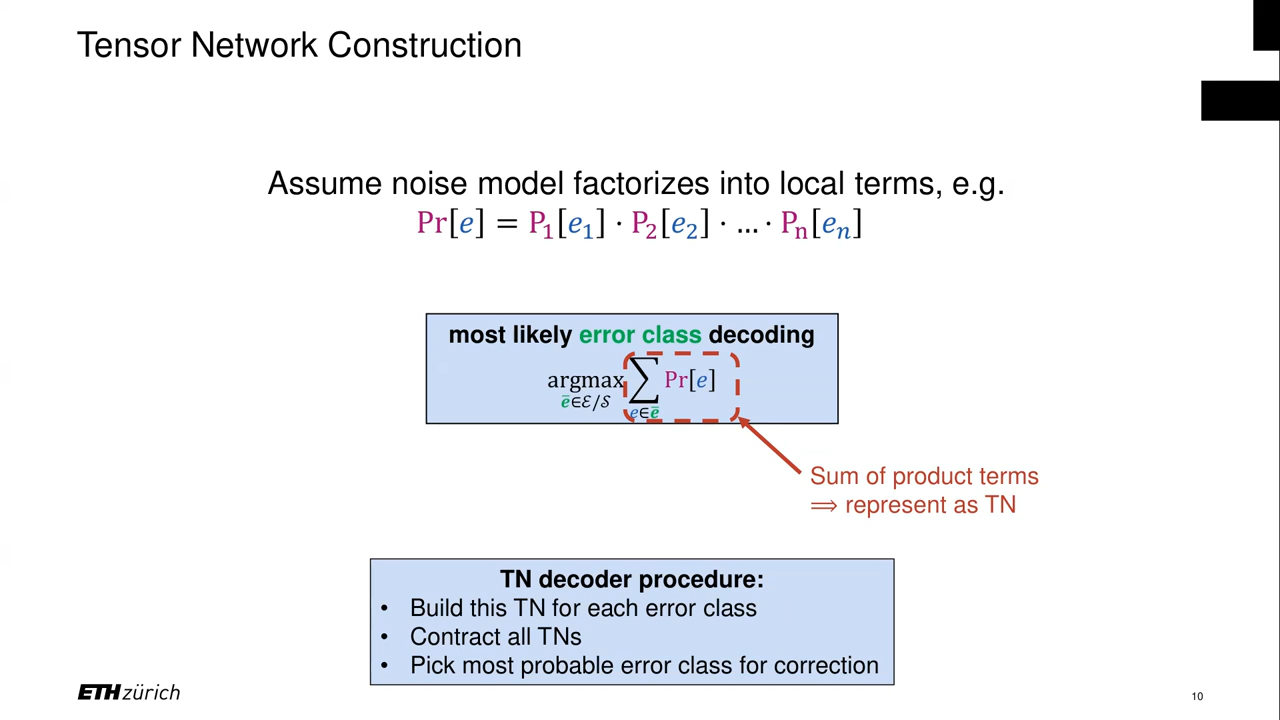 Tensor Network Construction
Assume noise model factorizes into local terms, e.g.
Pr[e] = P₁[e₁] · P₂[e₂] · … · Pₙ[eₙ]
most likely error class decoding
argmax ∑ Pr[e]
ē∈ℰ/𝒮 e∈ē
Sum of product terms
⟹ represent as TN
TN decoder procedure:
• Build this TN for each error class
• Contract all TNs
• Pick most probable error class for correction
ETH zürich
10